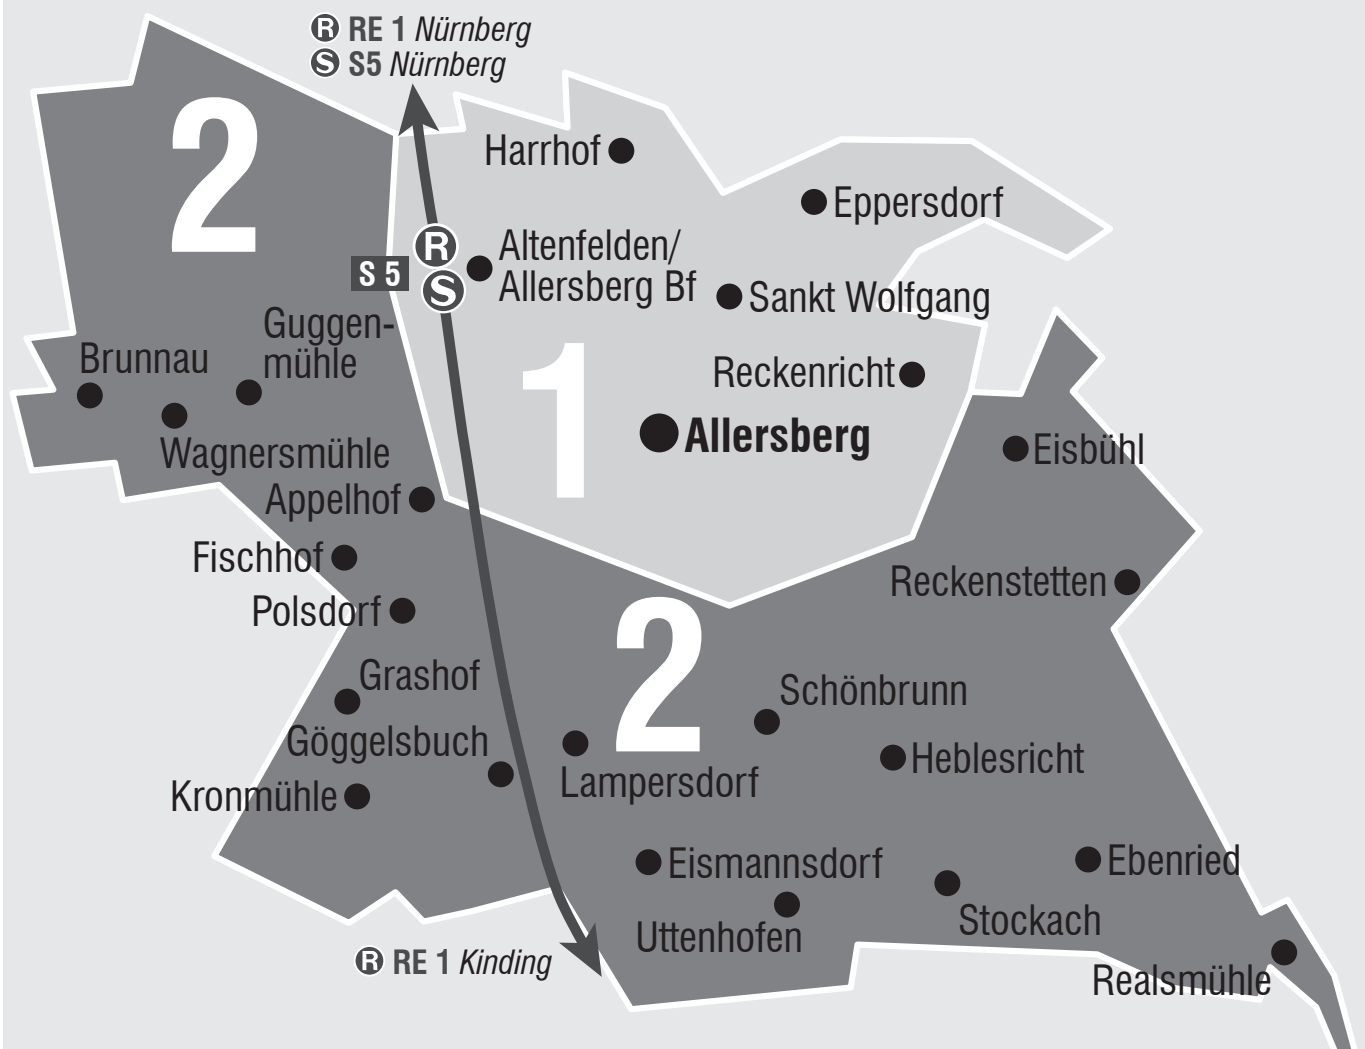 R RE 1 Nürnberg
S S5 Nürnberg
2
Harrhof
Eppersdorf
R
Altenfelden/
Allersberg Bf
S 5
S
Sankt Wolfgang
Guggen-
mühle
Brunnau
1
Reckenricht
Allersberg
Wagnersmühle
Eisbühl
Appelhof
Fischhof
Reckenstetten
Polsdorf
2
Grashof
Schönbrunn
Göggelsbuch
Heblesricht
Lampersdorf
Kronmühle
Eismannsdorf
Ebenried
Uttenhofen
Stockach
R RE 1 Kinding
Realsmühle